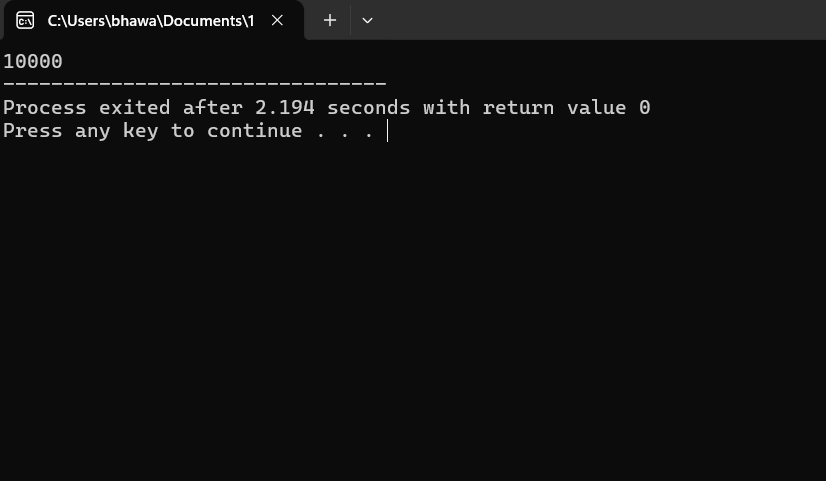 C:\Users\bhawa\Documents\1
10000
--------------------------------
Process exited after 2.194 seconds with return value 0
Press any key to continue . . .